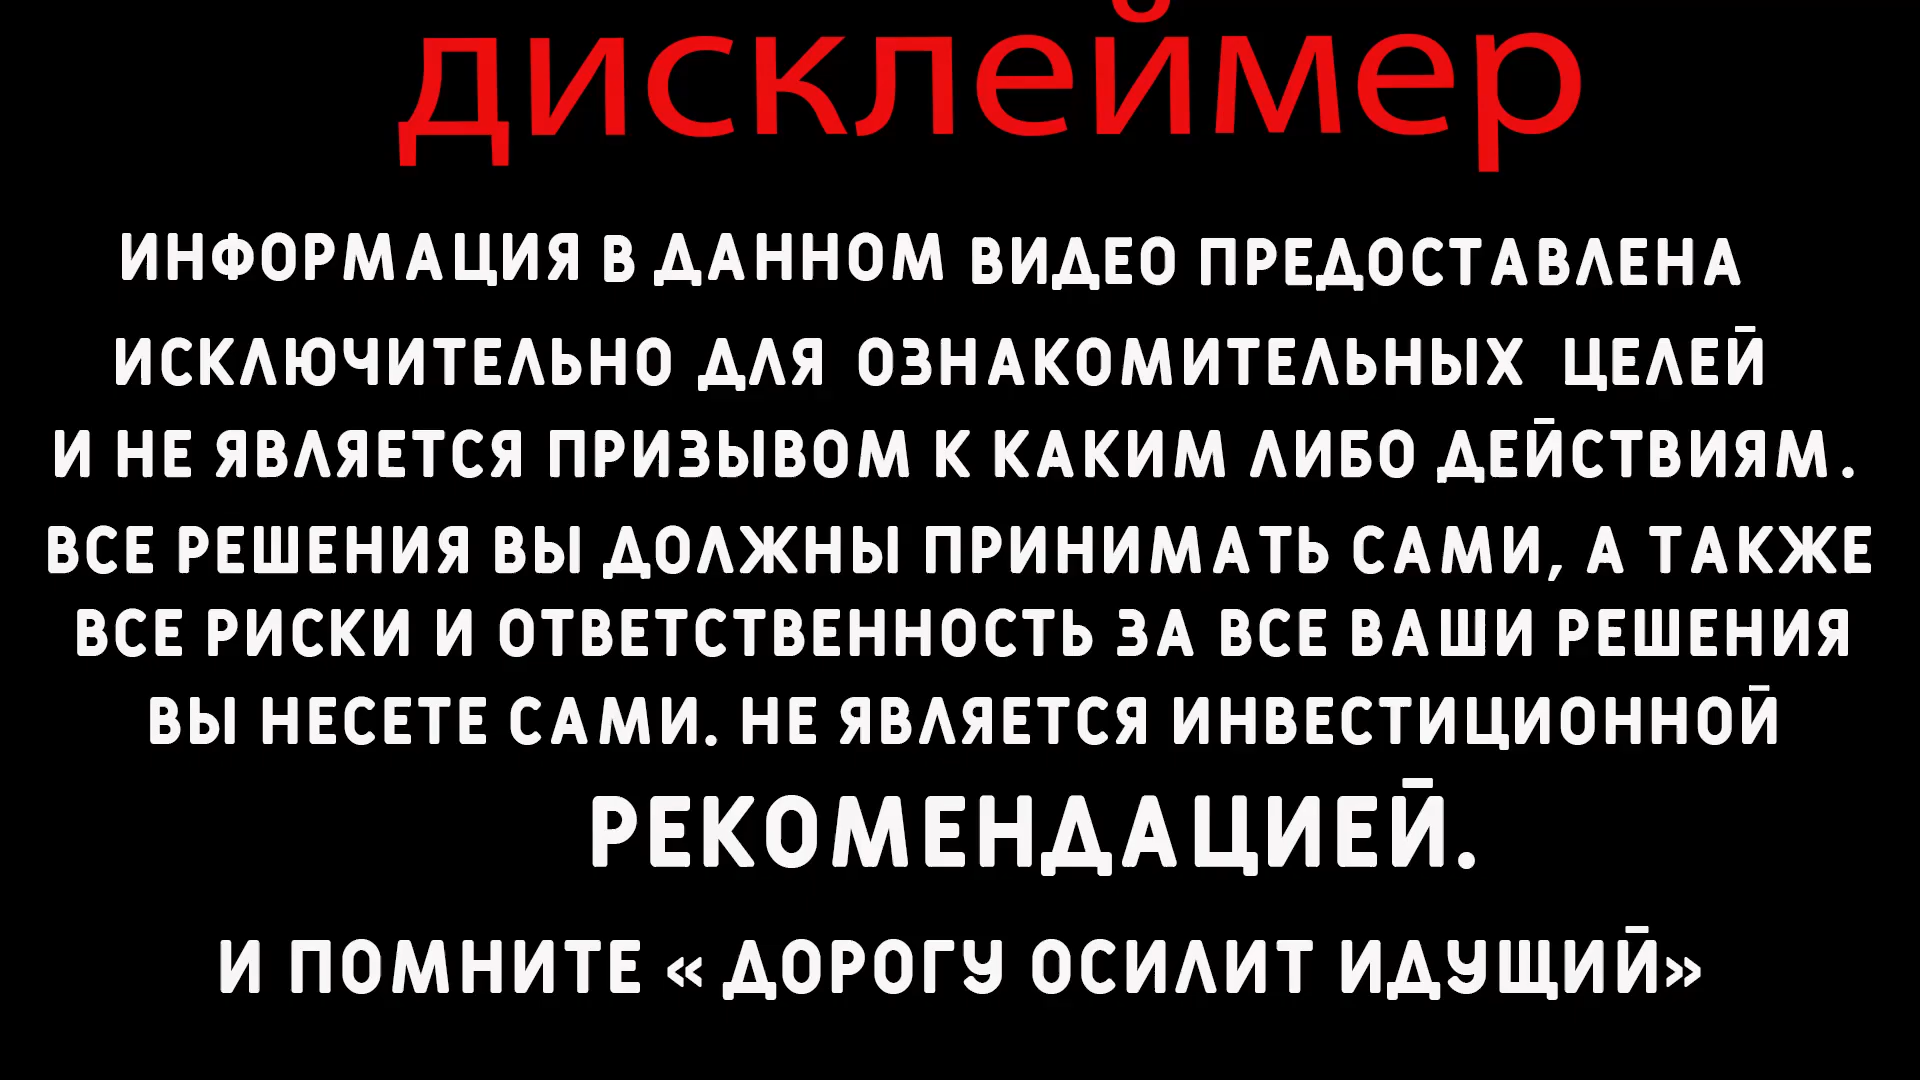 дисклеймер
ИНФОРМАЦИЯ В ДАННОМ ВИДЕО ПРЕДОСТАВЛЕНА
ИСКЛЮЧИТЕЛЬНО ДЛЯ ОЗНАКОМИТЕЛЬНЫХ ЦЕЛЕЙ
И НЕ ЯВЛЯЕТСЯ ПРИЗЫВОМ К КАКИМ ЛИБО ДЕЙСТВИЯМ.
ВСЕ РЕШЕНИЯ ВЫ ДОЛЖНЫ ПРИНИМАТЬ САМИ, А ТАКЖЕ
ВСЕ РИСКИ И ОТВЕТСТВЕННОСТЬ ЗА ВСЕ ВАШИ РЕШЕНИЯ
ВЫ НЕСЕТЕ САМИ. НЕ ЯВЛЯЕТСЯ ИНВЕСТИЦИОННОЙ
РЕКОМЕНДАЦИЕЙ.
И ПОМНИТЕ « ДОРОГУ ОСИЛИТ ИДУЩИЙ»